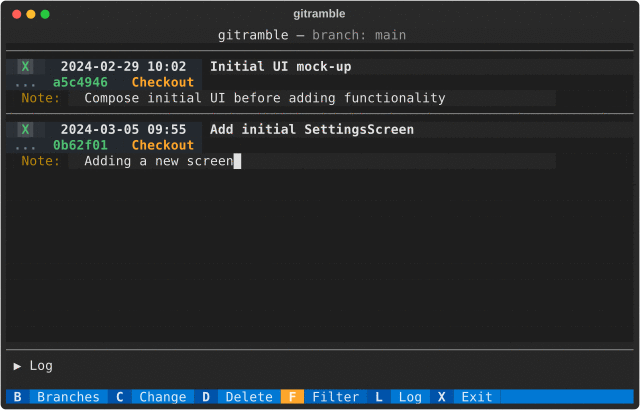 gitramble
gitramble — branch: main
X 2024-02-29 10:02 Initial UI mock-up
... a5c4946 Checkout
Note: Compose initial UI before adding functionality
X 2024-03-05 09:55 Add initial SettingsScreen
... 0b62f01 Checkout
Note: Adding a new screen
▶ Log
B Branches C Change D Delete F Filter L Log X Exit